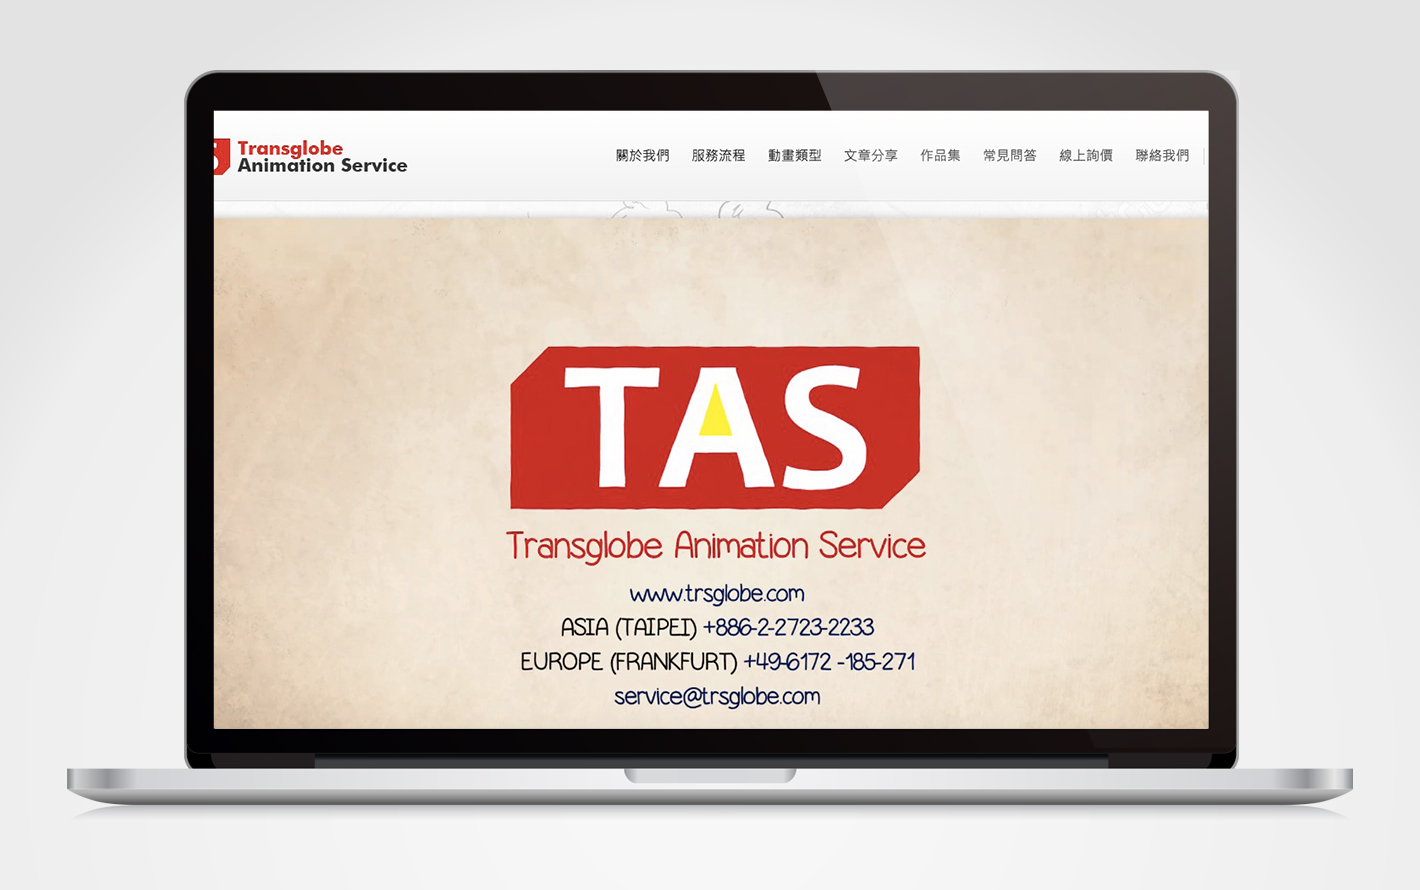 S Transglobe
Animation Service
關於我們 服務流程 動畫類型 文章分享 作品集 常見問答 線上詢價 聯絡我們
TAS
Transglobe Animation Service
www.trsglobe.com
ASIA (TAIPEI) +886-2-2723-2233
EUROPE (FRANKFURT) +49-6172 -185-271
service@trsglobe.com